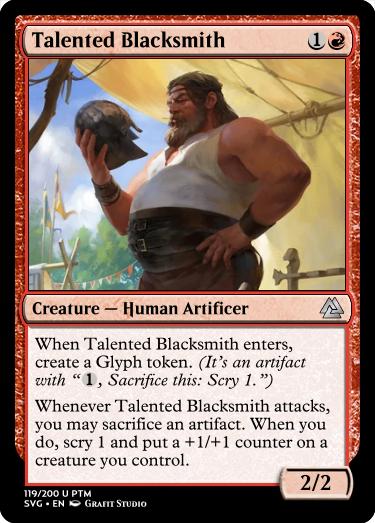 Talented Blacksmith 1
Creature — Human Artificer
When Talented Blacksmith enters,
create a Glyph token. (It's an artifact
with “1, Sacrifice this: Scry 1.”)
Whenever Talented Blacksmith attacks,
you may sacrifice an artifact. When you
do, scry 1 and put a +1/+1 counter on a
creature you control.
2/2
119/200 U PTM
SVG • EN Grafit Studio